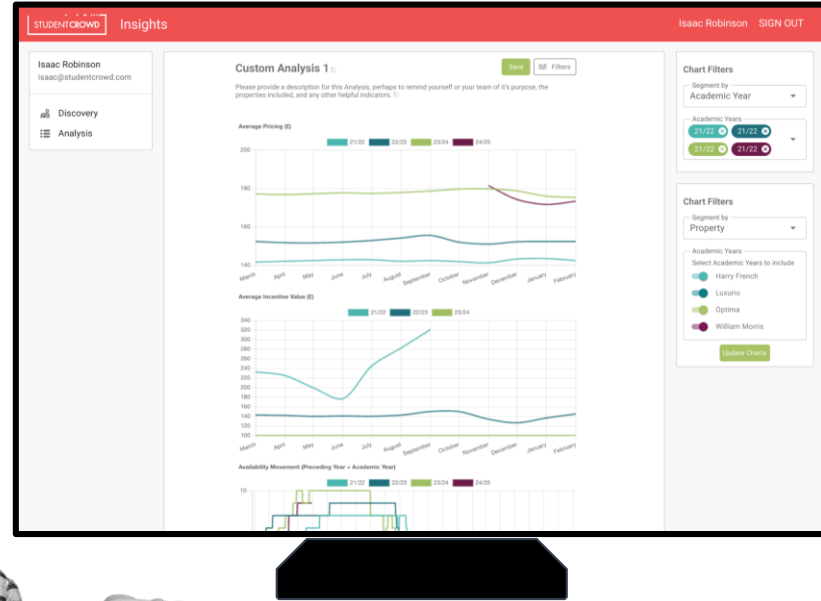 STUDENTCROWD Insights Isaac Robinson SIGN OUT
Isaac Robinson
isaac@studentcrowd.com
Discovery
Analysis
Custom Analysis 1
Save Filters
Please provide a description for this Analysis, perhaps to remind yourself or your team of it's purpose, the
properties included, and any other helpful indicators.
Average Pricing (£)
21/22 22/23 23/24 24/25
200
180
160
140
March April May June July August September October November December January February
Average Incentive Value (£)
21/22 22/23 23/24
340
320
300
280
260
240
220
200
180
160
140
120
100
March April May June July August September October November December January February
Availability Movement (Preceding Year + Academic Year)
21/22 22/23 23/24 24/25
10
Chart Filters
Segment by
Academic Year
Academic Years
21/22 21/22
21/22 21/22
Chart Filters
Segment by
Property
Academic Years
Select Academic Years to include
Harry French
Luxurio
Optima
William Morris
Update Charts